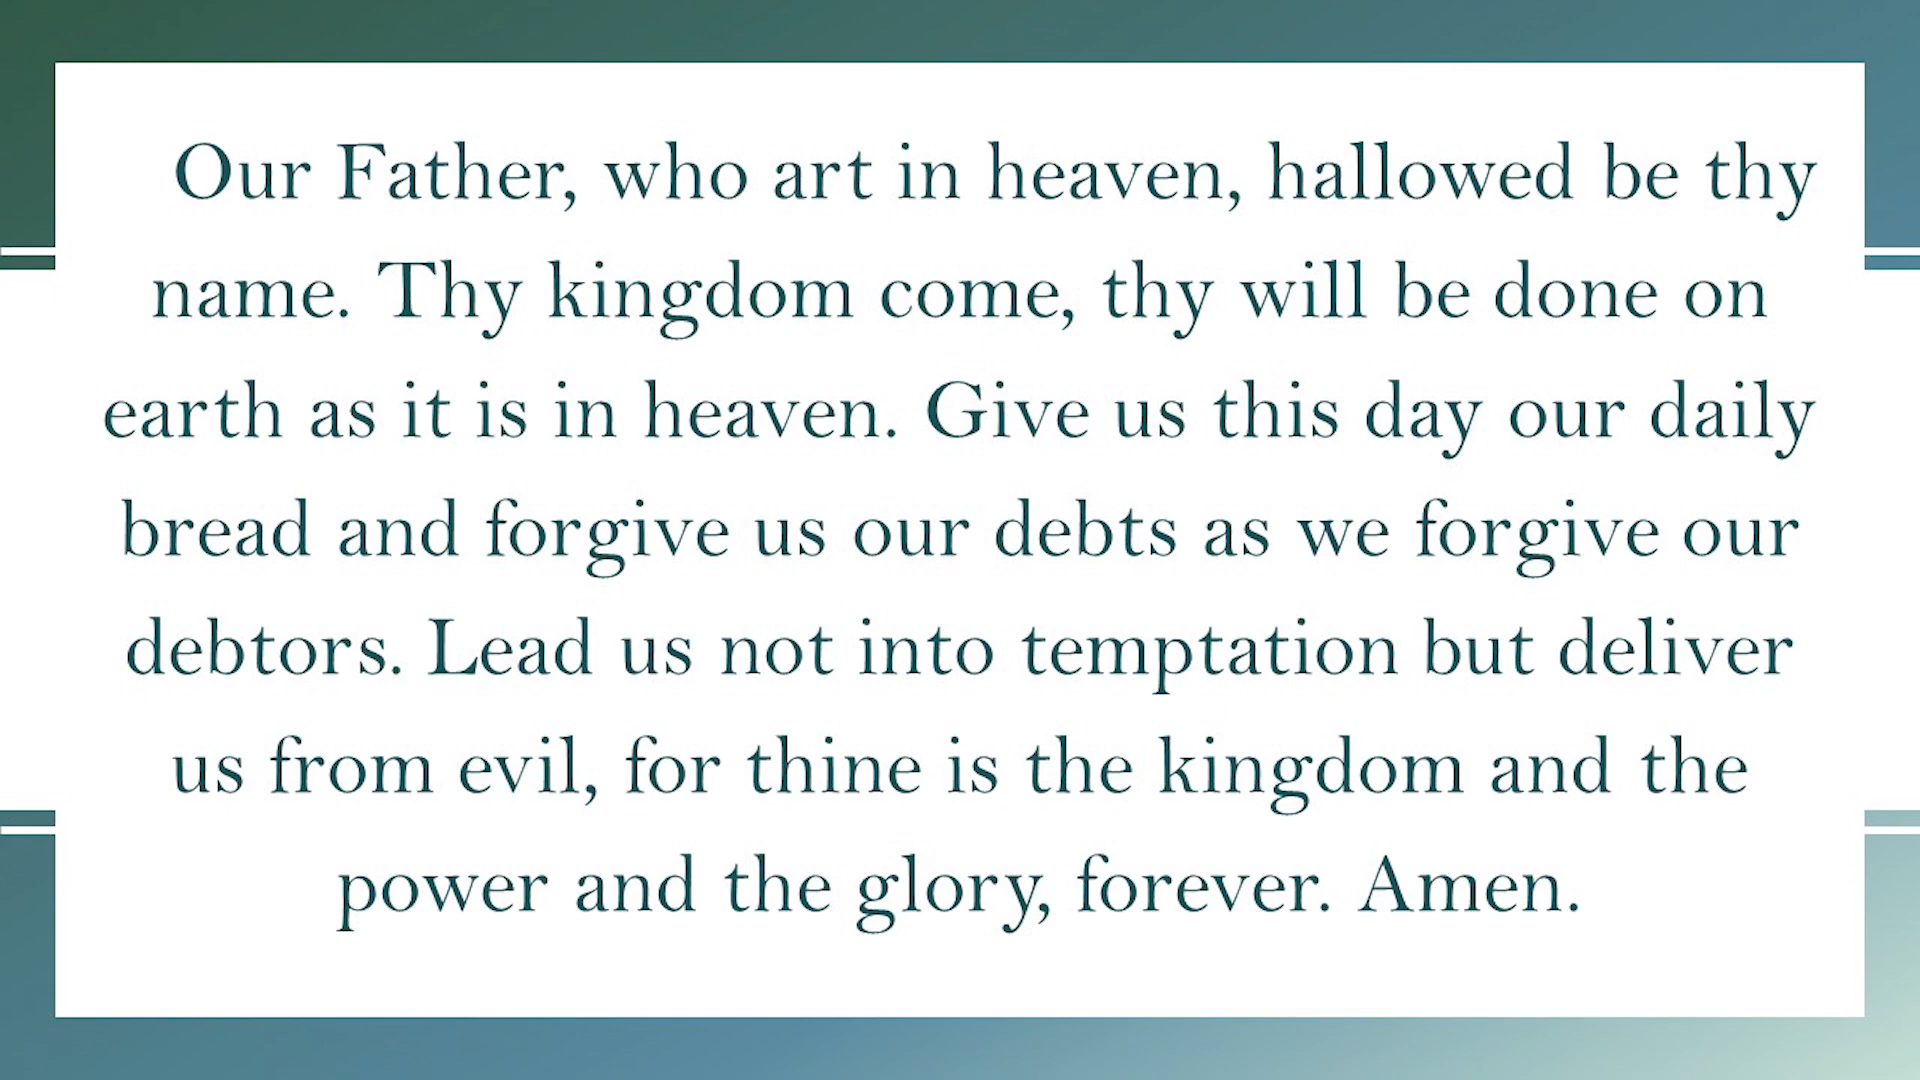 Our Father, who art in heaven, hallowed be thy
name. Thy kingdom come, thy will be done on
earth as it is in heaven. Give us this day our daily
bread and forgive us our debts as we forgive our
debtors. Lead us not into temptation but deliver
us from evil, for thine is the kingdom and the
power and the glory, forever. Amen.